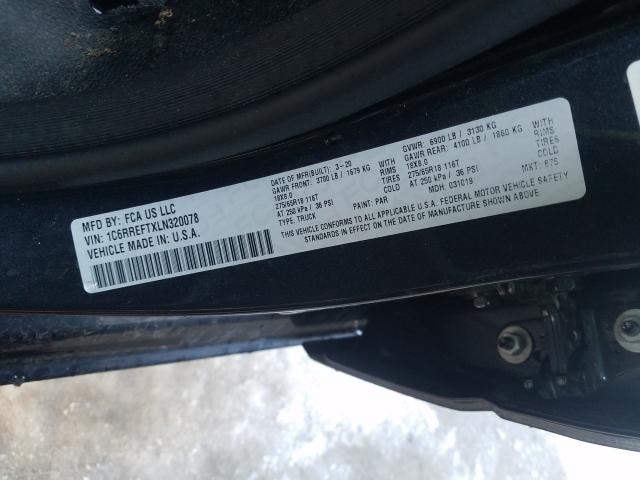 MFD BY: FCA US LLC
VIN: 1C6RREFTXLN320078
VEHICLE MADE IN U.S.A.
DATE OF MFR(BUILT): 3-20
GAWR FRONT: 3700 LB / 1679 KG WITH
18X8.0 RIMS
275/65R18 116T TIRES
AT 250 kPa / 36 PSI COLD
TYPE: TRUCK
GVWR: 6900 LB / 3130 KG
GAWR REAR: 4100 LB / 1860 KG WITH
18X8.0 RIMS
275/65R18 116T TIRES
AT 250 kPa / 36 PSI COLD
PAINT: PAR MDH: 031019 MKT: 875
THIS VEHICLE CONFORMS TO ALL APPLICABLE U.S.A. FEDERAL MOTOR VEHICLE SAFETY
STANDARDS IN EFFECT ON THE DATE OF MANUFACTURE SHOWN ABOVE.